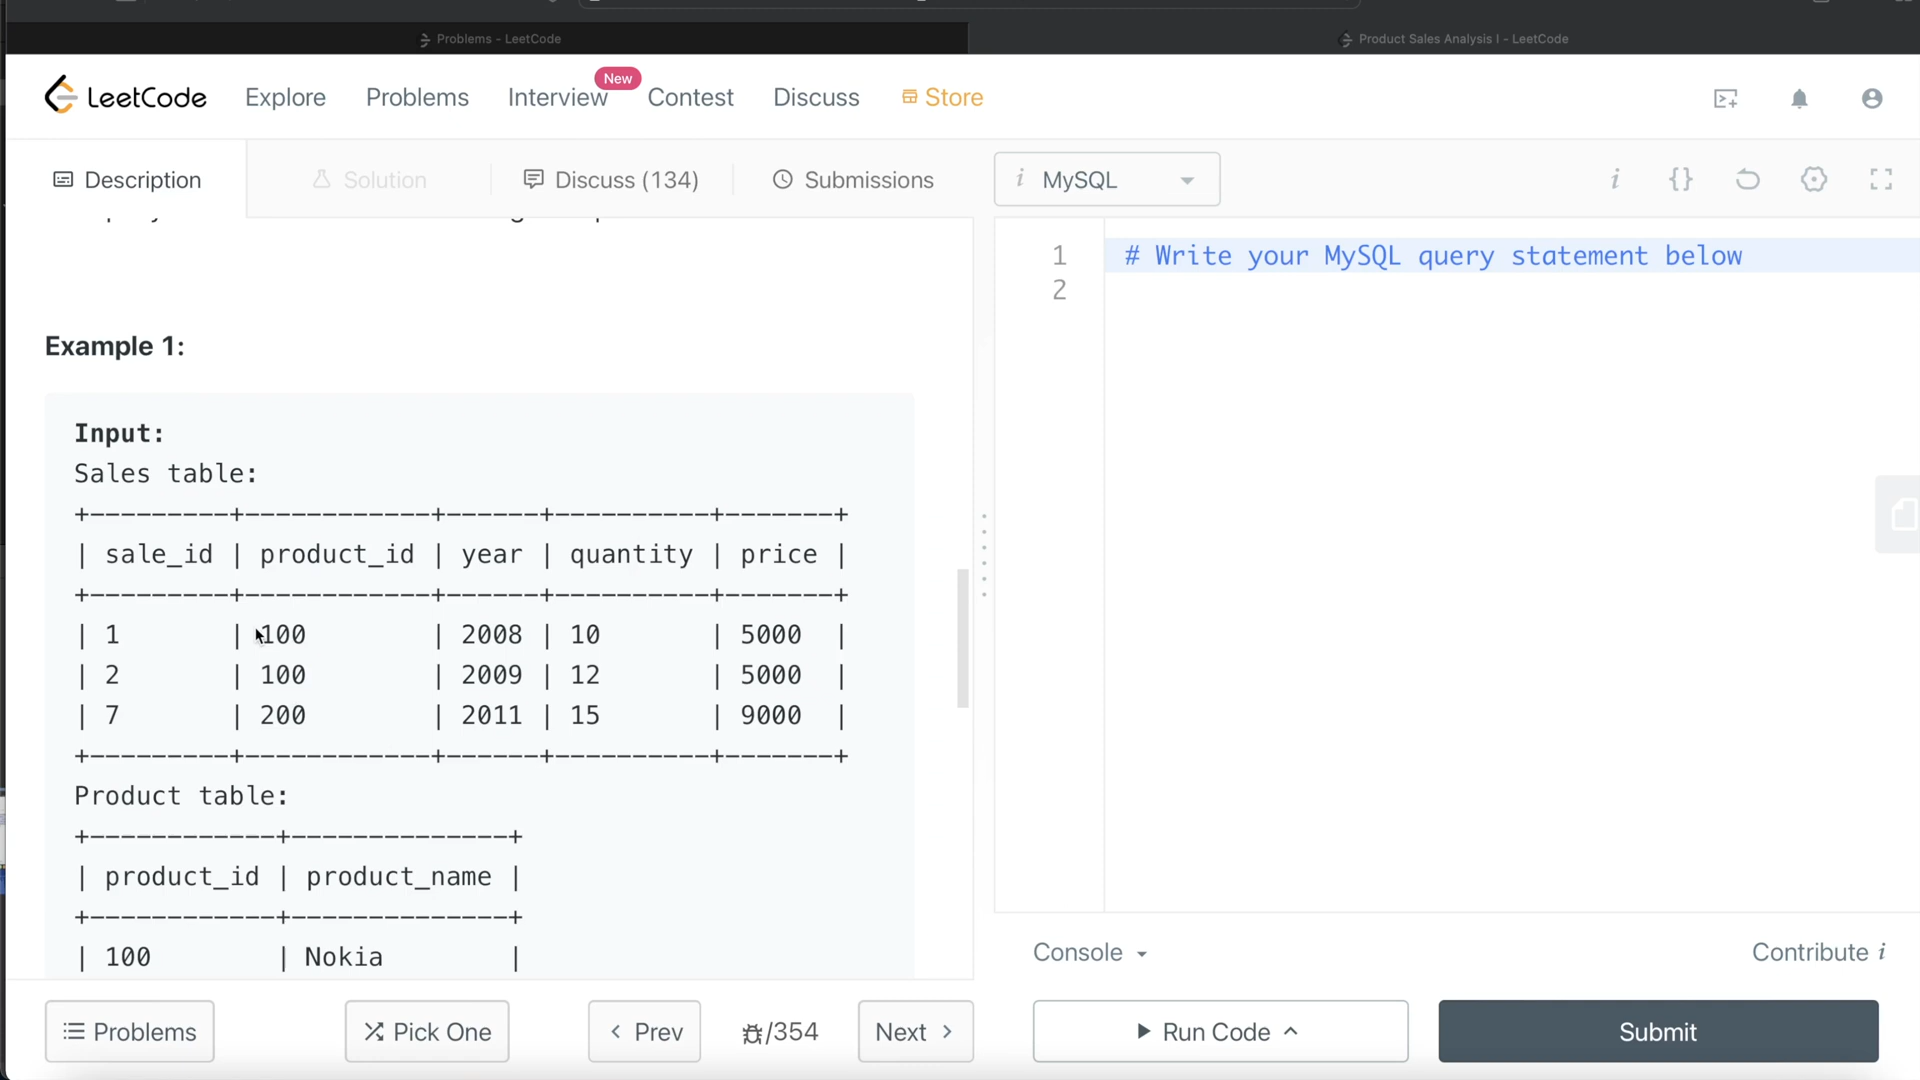 Problems - LeetCode
Product Sales Analysis I - LeetCode
LeetCode Explore Problems Interview New Contest Discuss Store
Description Solution Discuss (134) Submissions
i MySQL
i {}
Example 1:
Input:
Sales table:
+---------+------------+------+----------+-------+
| sale_id | product_id | year | quantity | price |
+---------+------------+------+----------+-------+
| 1 | 100 | 2008 | 10 | 5000 |
| 2 | 100 | 2009 | 12 | 5000 |
| 7 | 200 | 2011 | 15 | 9000 |
+---------+------------+------+----------+-------+
Product table:
+------------+--------------+
| product_id | product_name |
+------------+--------------+
| 100 | Nokia |
1 # Write your MySQL query statement below
2
Console
Contribute i
Problems Pick One < Prev /354 Next >
Run Code
Submit